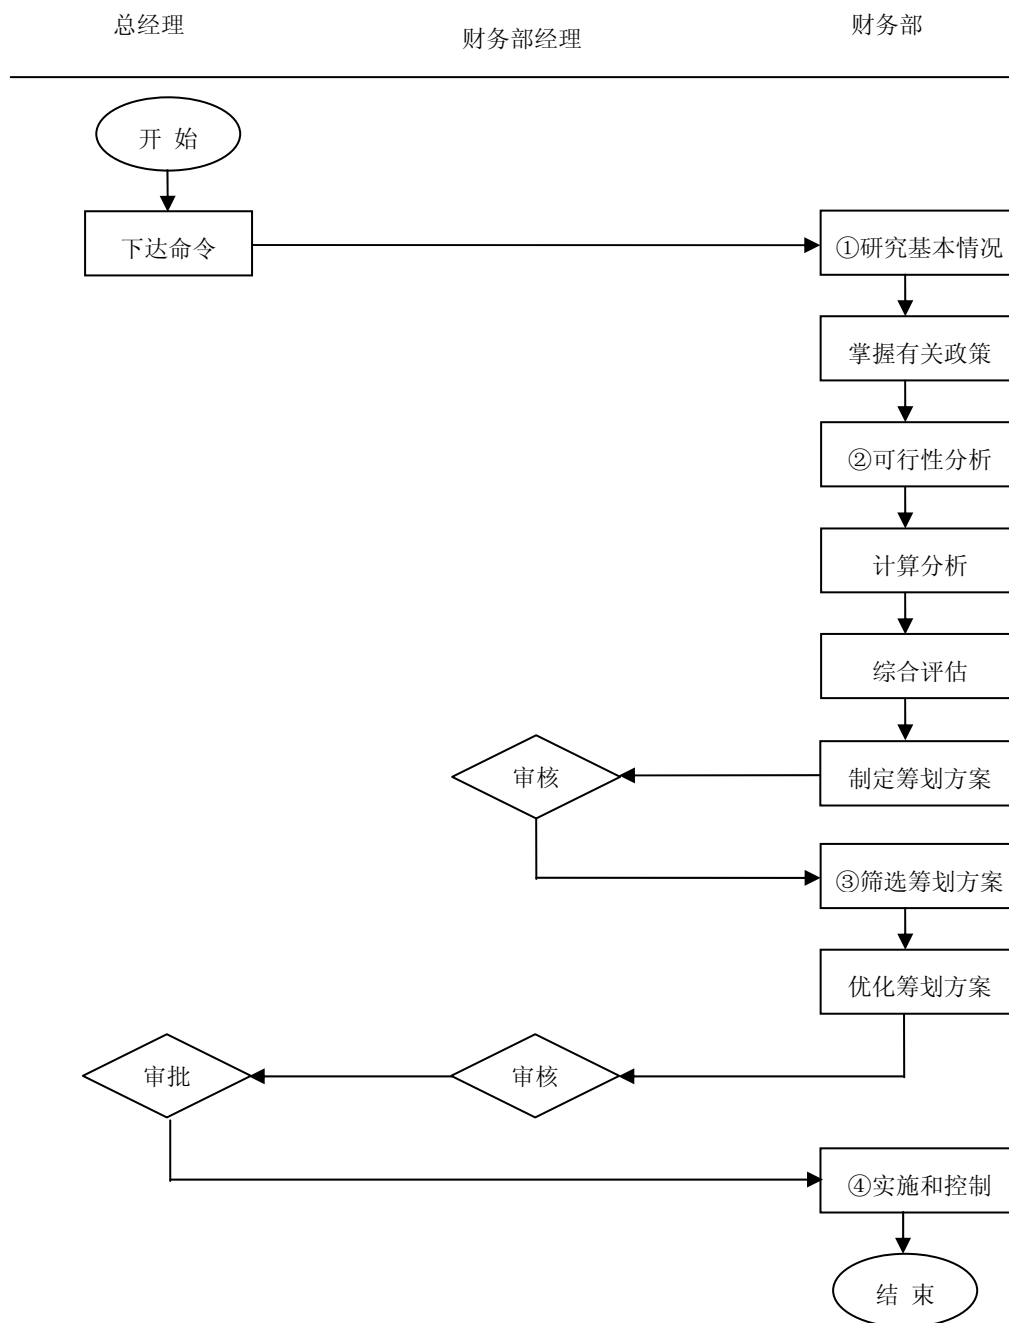 总经理
财务部经理
财务部
开 始
下达命令
①研究基本情况
掌握有关政策
②可行性分析
计算分析
综合评估
审核
制定筹划方案
③筛选筹划方案
优化筹划方案
审批
审核
④实施和控制
结 束